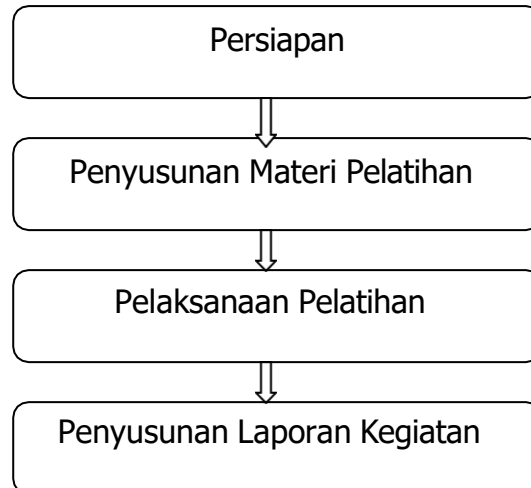 Persiapan
Penyusunan Materi Pelatihan
Pelaksanaan Pelatihan
Penyusunan Laporan Kegiatan